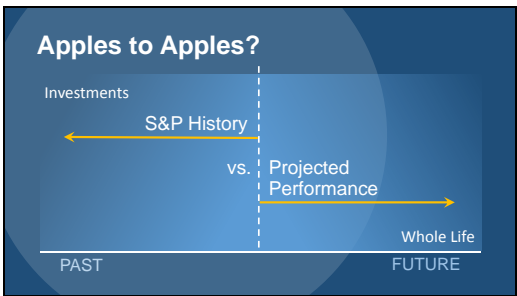 Apples to Apples?
Investments
S&P History
vs. Projected
Performance
Whole Life
PAST FUTURE